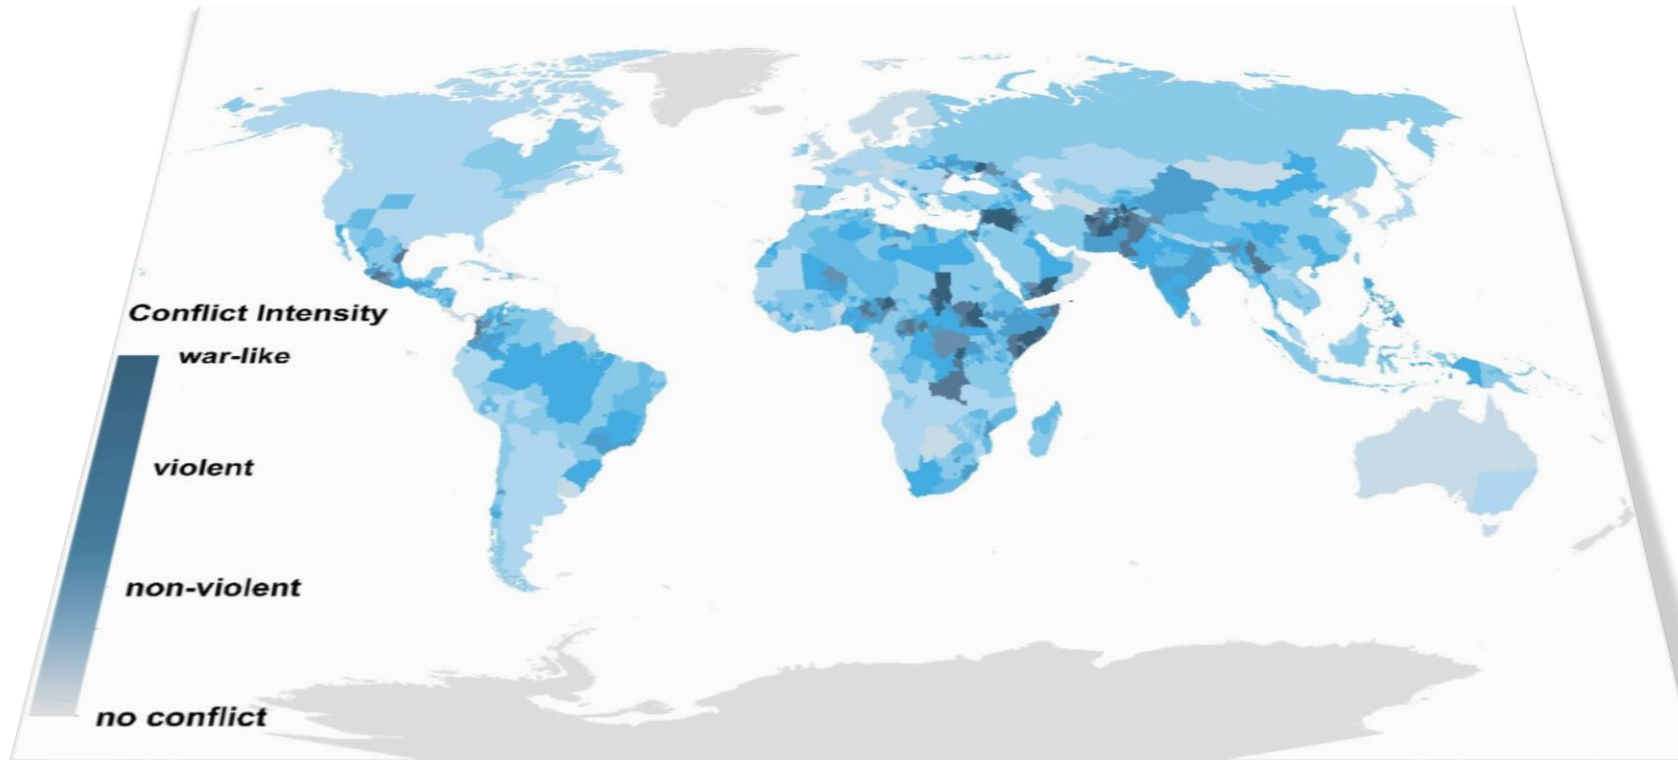 Conflict Intensity
war-like
violent
non-violent
no conflict